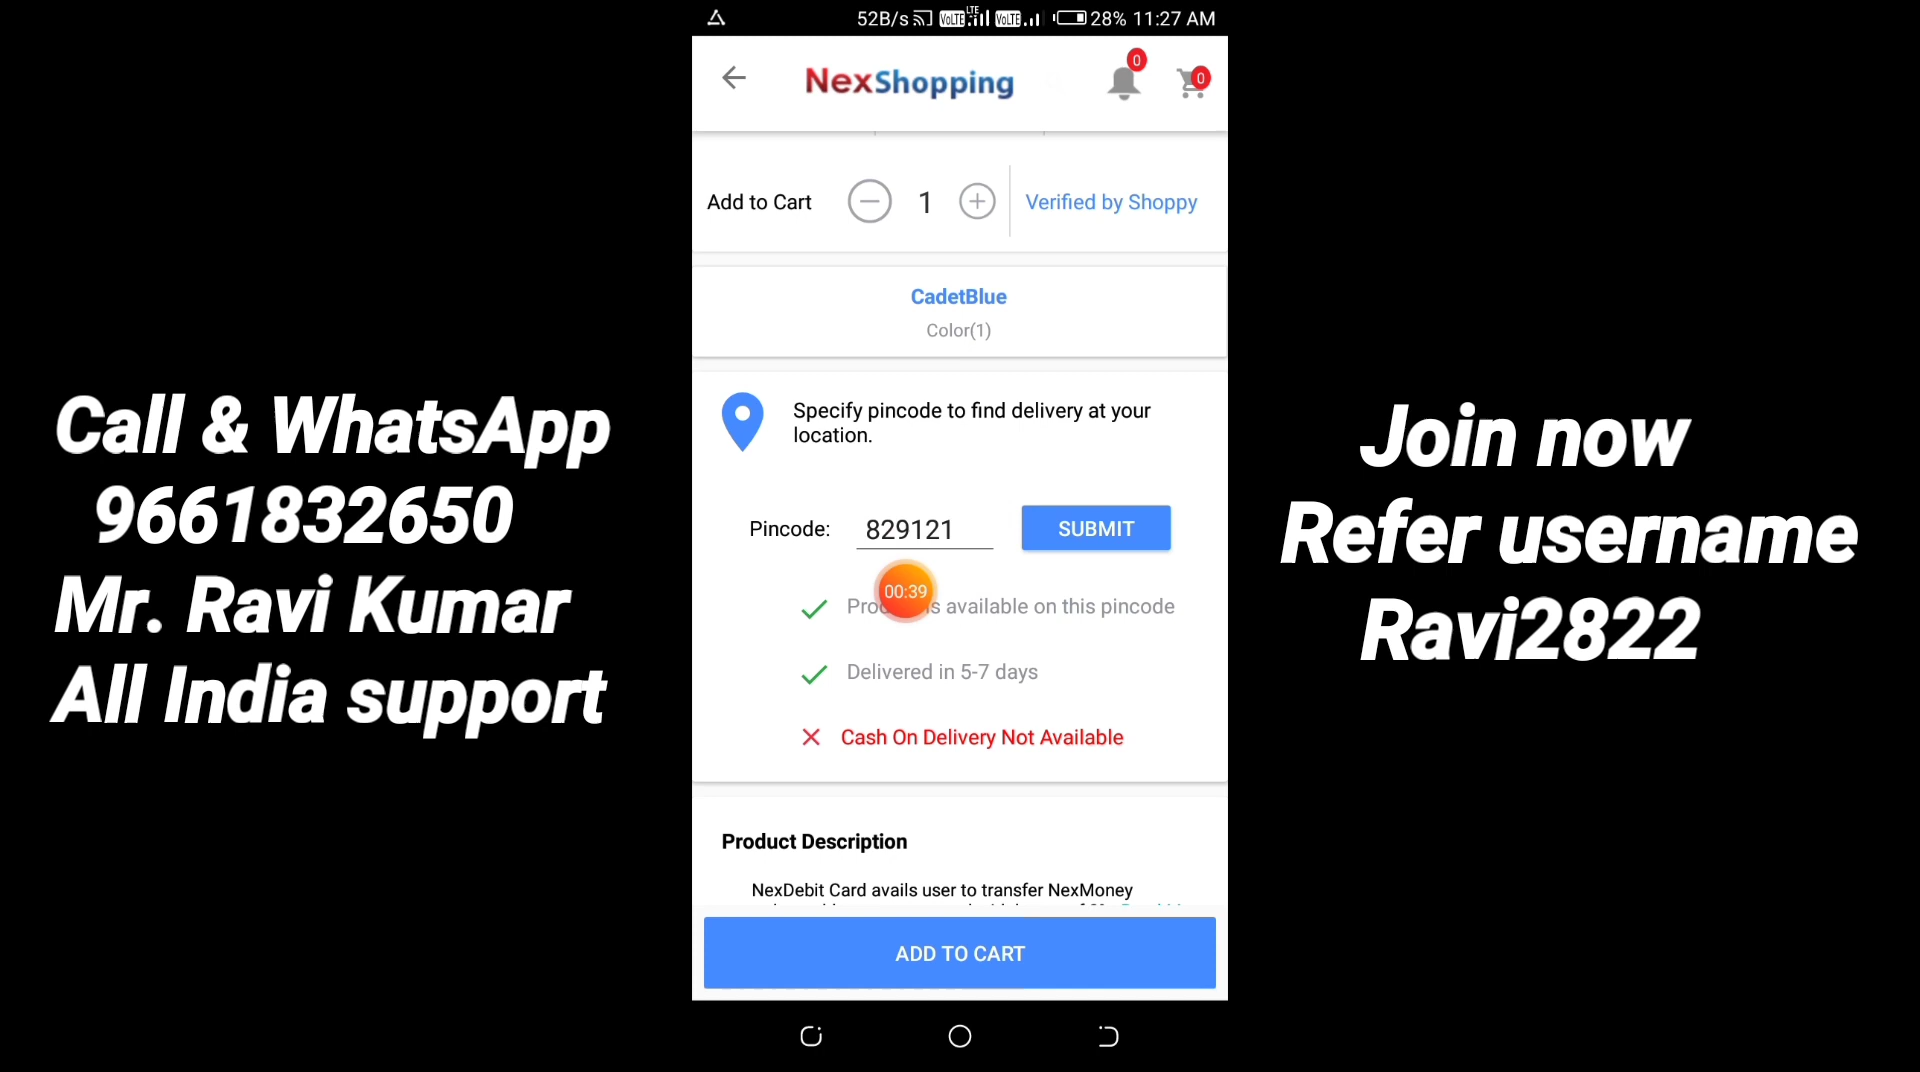 52B/s VoLTE LTE VoLTE 28% 11:27 AM
NexShopping 0 0
Add to Cart 1 Verified by Shoppy
CadetBlue
Color(1)
Specify pincode to find delivery at your
location.
Call & WhatsApp
9661832650
Mr. Ravi Kumar
All India support
Pincode: 829121 SUBMIT
00:39
available on this pincode
Delivered in 5-7 days
Cash On Delivery Not Available
Product Description
NexDebit Card avails user to transfer NexMoney
ADD TO CART
Join now
Refer username
Ravi2822